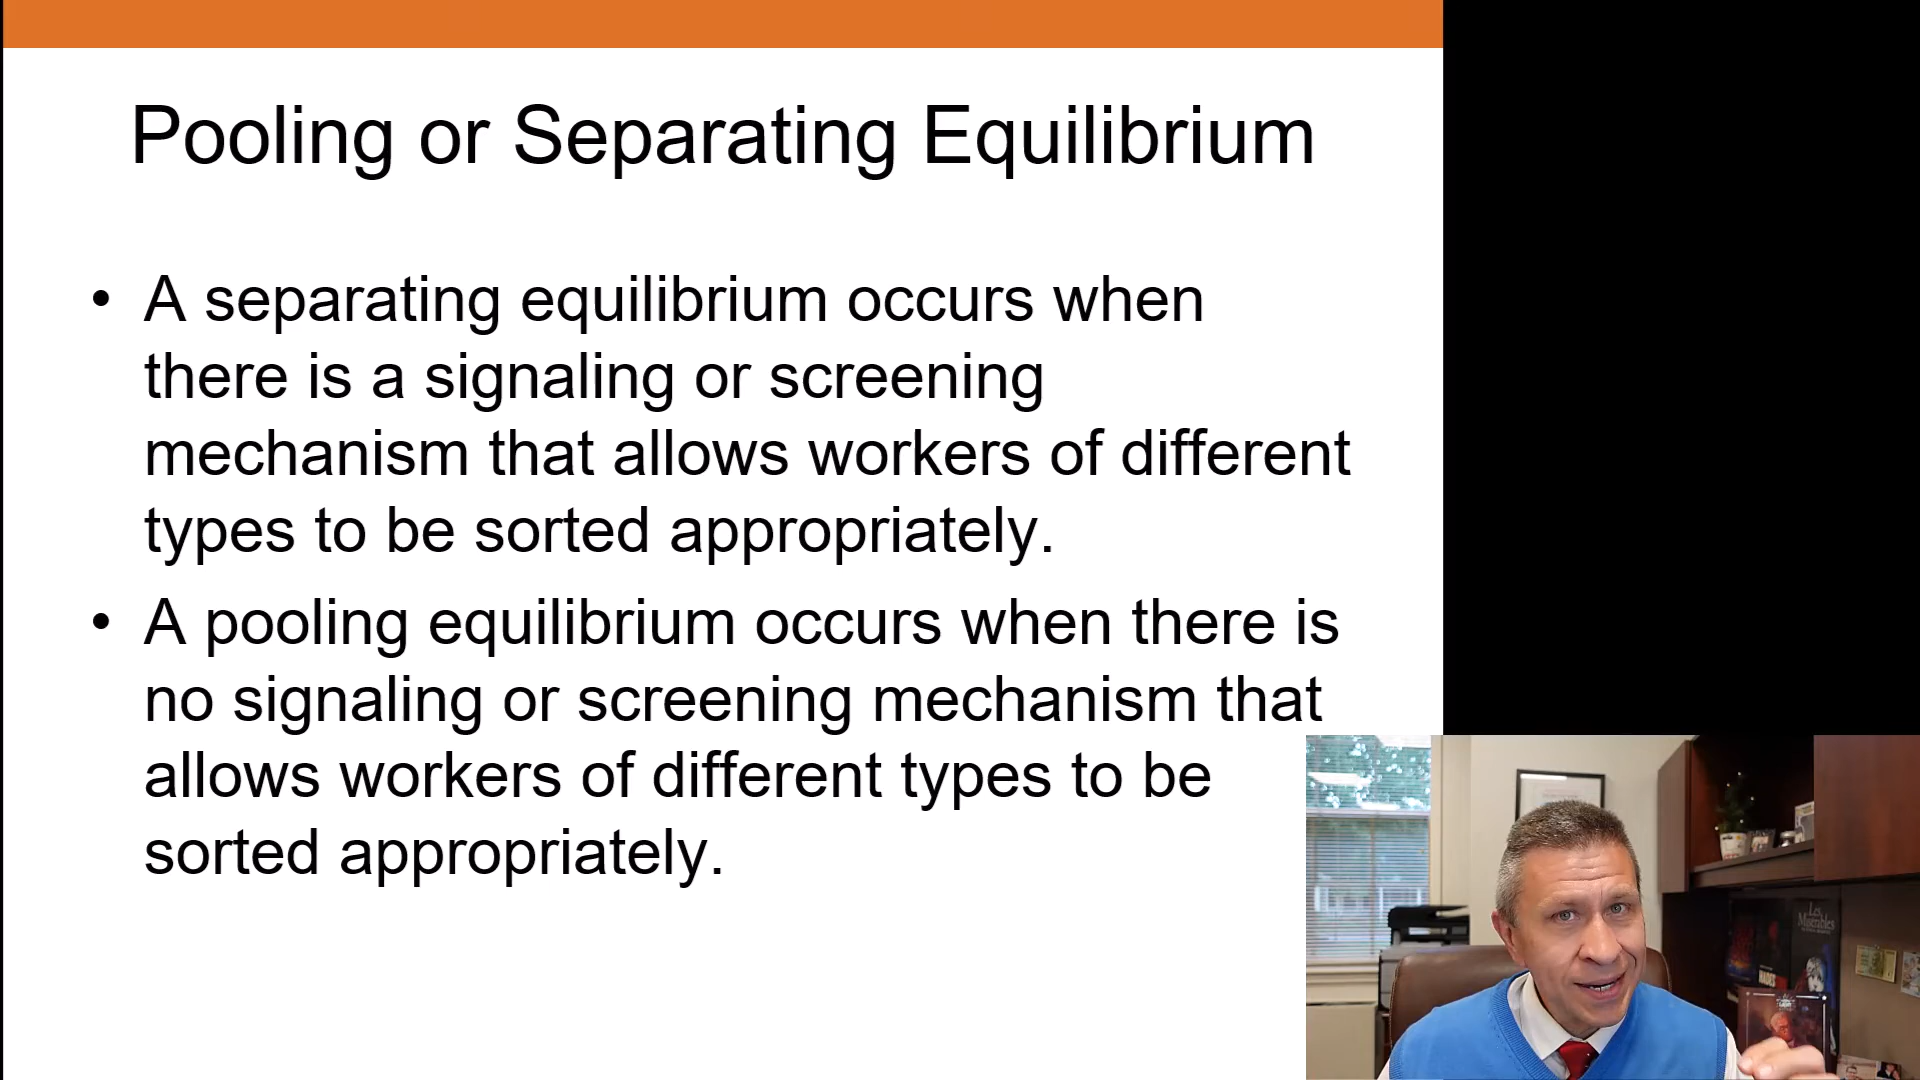 Pooling or Separating Equilibrium
• A separating equilibrium occurs when
there is a signaling or screening
mechanism that allows workers of different
types to be sorted appropriately.
• A pooling equilibrium occurs when there is
no signaling or screening mechanism that
allows workers of different types to be
sorted appropriately.
Les
Misérables